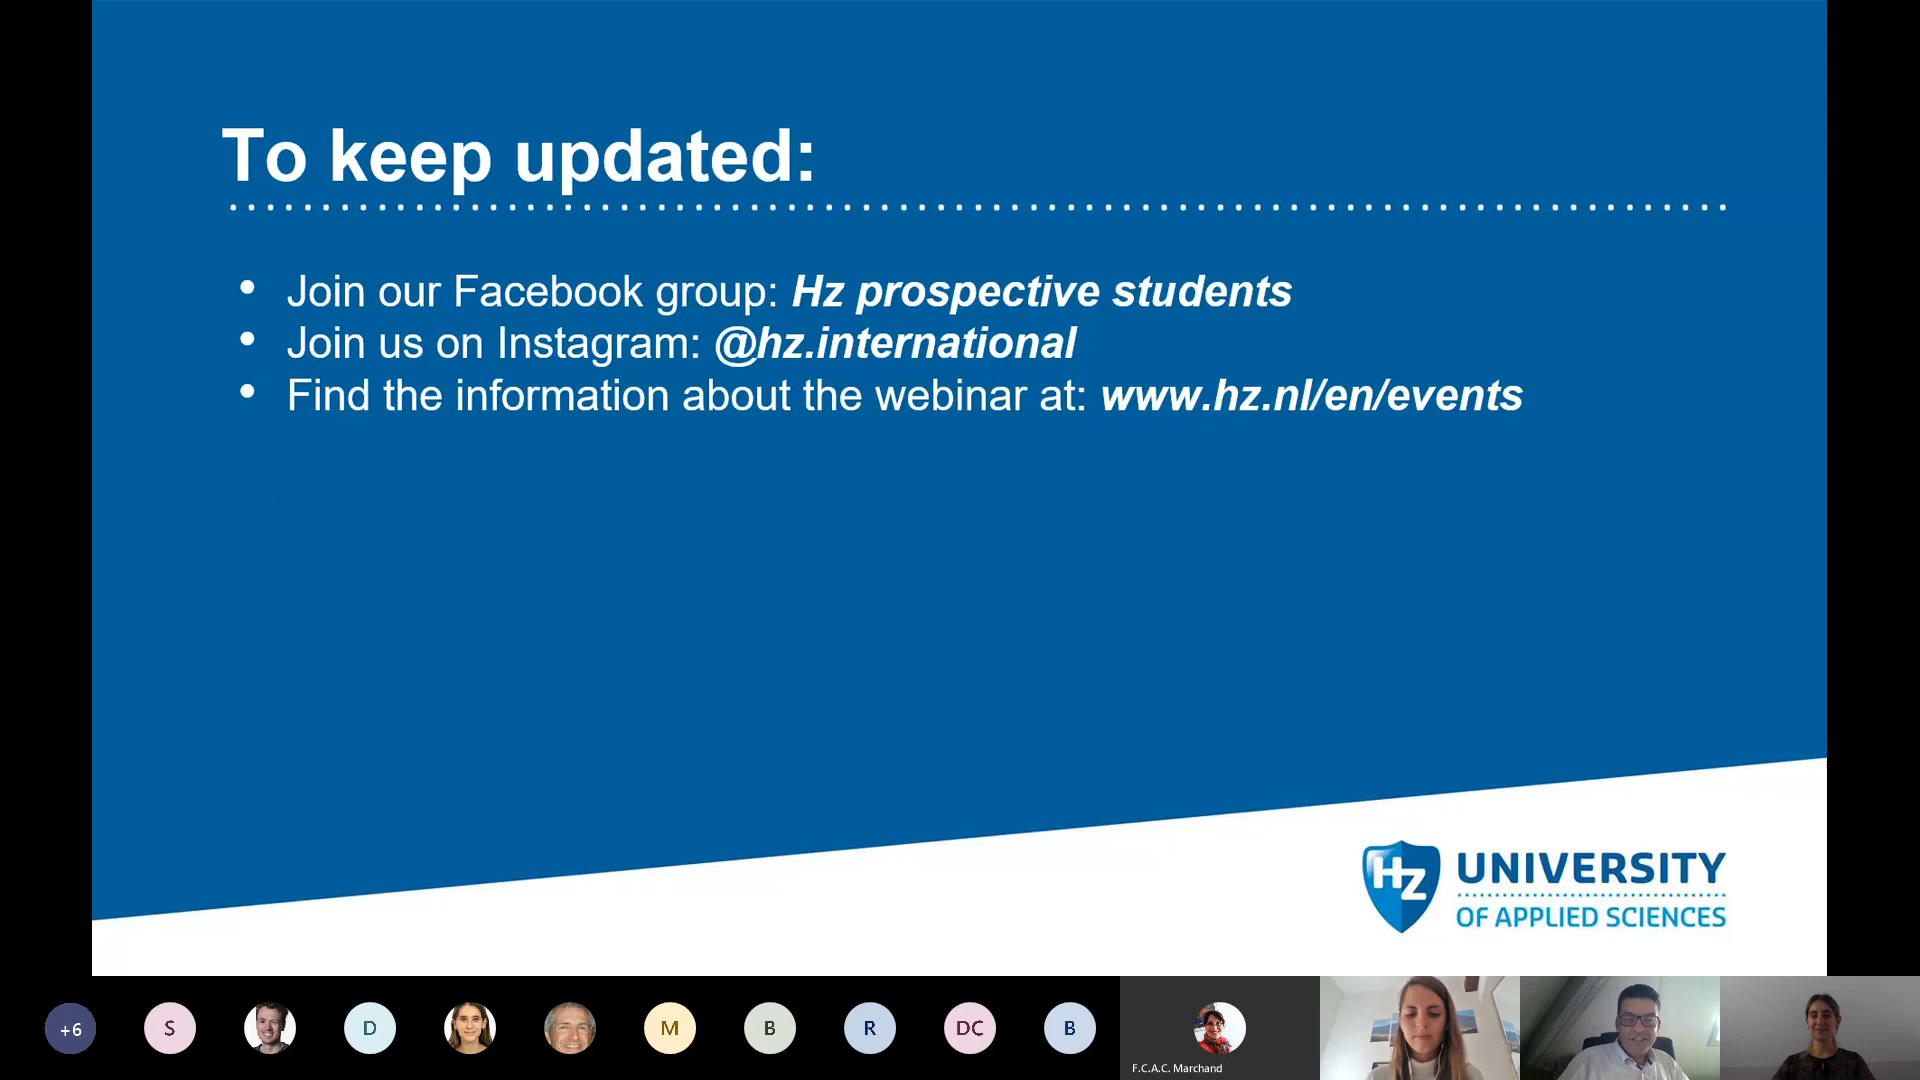 To keep updated:
• Join our Facebook group: Hz prospective students
• Join us on Instagram: @hz.international
• Find the information about the webinar at: www.hz.nl/en/events
HZ UNIVERSITY
OF APPLIED SCIENCES
+6 S D M B R DC B
F.C.A.C. Marchand